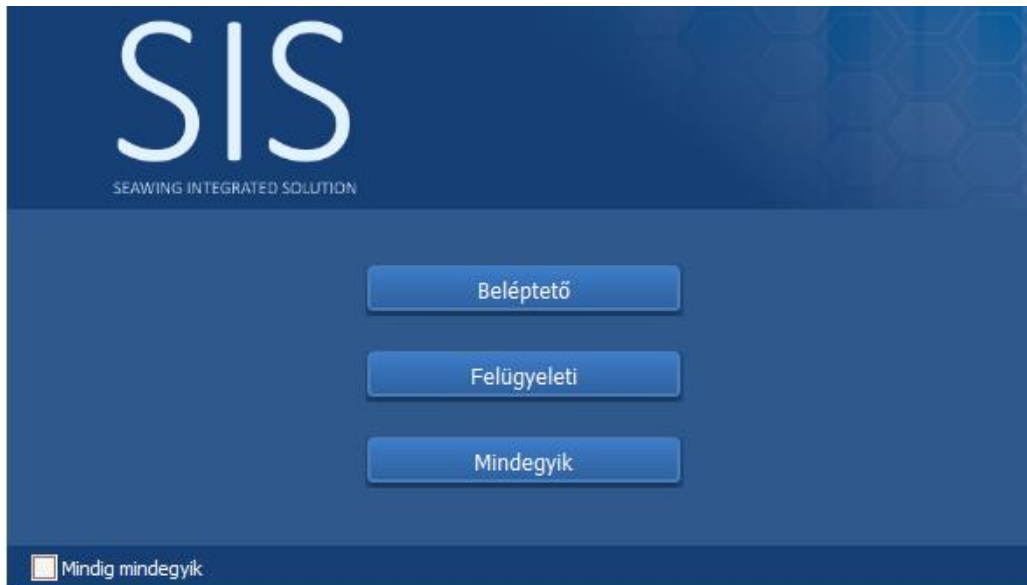 SIS
SEAWING INTEGRATED SOLUTION
Beléptető
Felügyeleti
Mindegyik
Mindig mindegyik